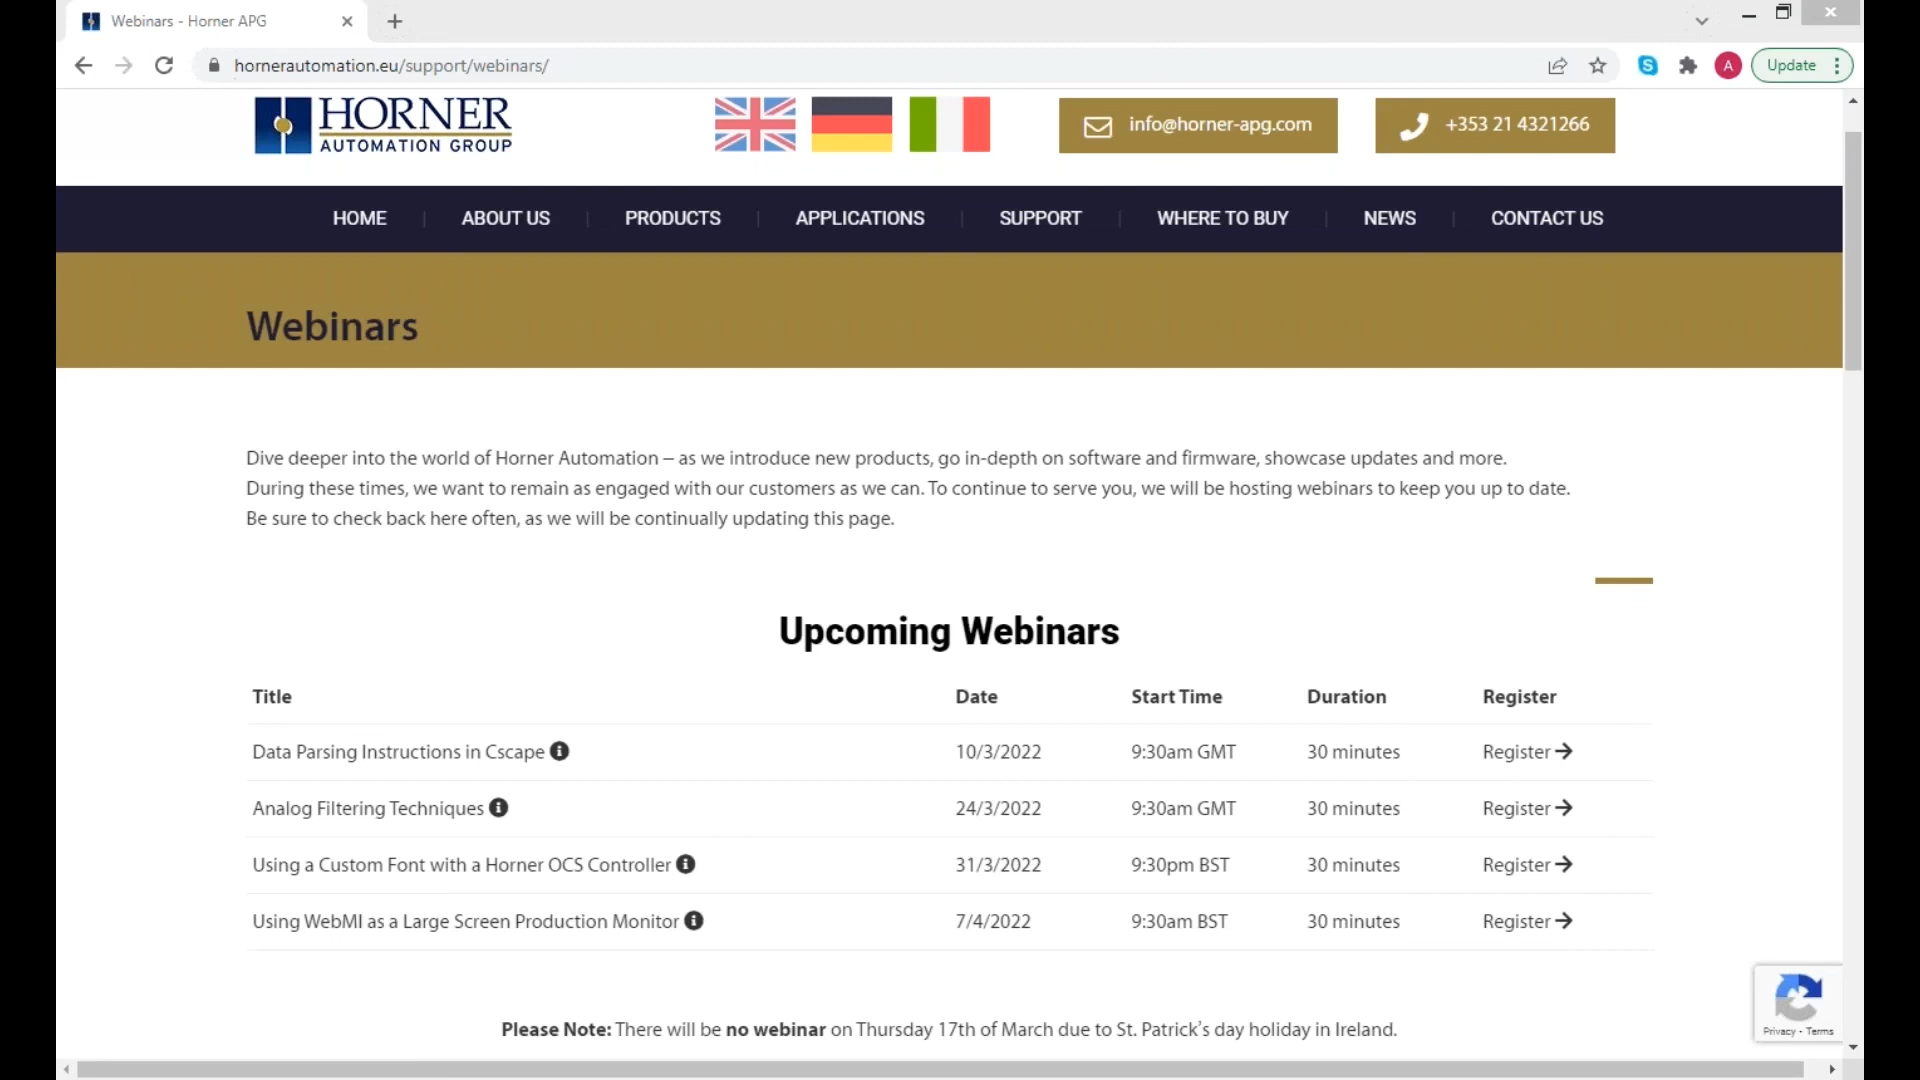 Webinars - Horner APG
hornerautomation.eu/support/webinars/
A
Update
HORNER
AUTOMATION GROUP
info@horner-apg.com
+353 21 4321266
HOME
ABOUT US
PRODUCTS
APPLICATIONS
SUPPORT
WHERE TO BUY
NEWS
CONTACT US
Webinars
Dive deeper into the world of Horner Automation – as we introduce new products, go in-depth on software and firmware, showcase updates and more.
During these times, we want to remain as engaged with our customers as we can. To continue to serve you, we will be hosting webinars to keep you up to date.
Be sure to check back here often, as we will be continually updating this page.
Upcoming Webinars
Title Date Start Time Duration Register
Data Parsing Instructions in Cscape 10/3/2022 9:30am GMT 30 minutes Register
Analog Filtering Techniques 24/3/2022 9:30am GMT 30 minutes Register
Using a Custom Font with a Horner OCS Controller 31/3/2022 9:30pm BST 30 minutes Register
Using WebMI as a Large Screen Production Monitor 7/4/2022 9:30am BST 30 minutes Register
Please Note: There will be no webinar on Thursday 17th of March due to St. Patrick's day holiday in Ireland.
Privacy - Terms